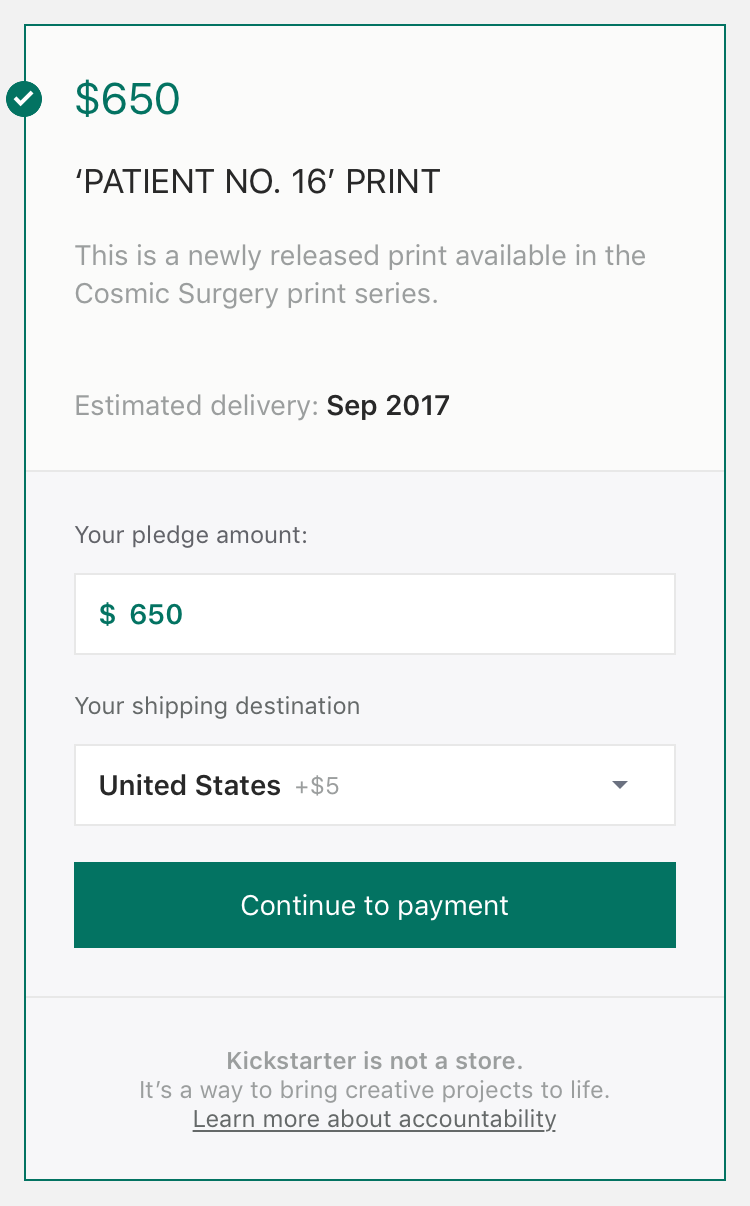 $650
‘PATIENT NO. 16’ PRINT
This is a newly released print available in the
Cosmic Surgery print series.
Estimated delivery: Sep 2017
Your pledge amount:
$ 650
Your shipping destination
United States +$5
Continue to payment
Kickstarter is not a store.
It’s a way to bring creative projects to life.
Learn more about accountability